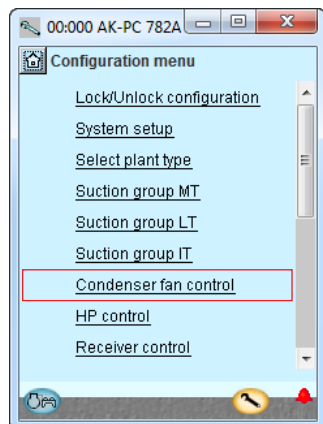 00:000 AK-PC 782A
Configuration menu
Lock/Unlock configuration
System setup
Select plant type
Suction group MT
Suction group LT
Suction group IT
Condenser fan control
HP control
Receiver control